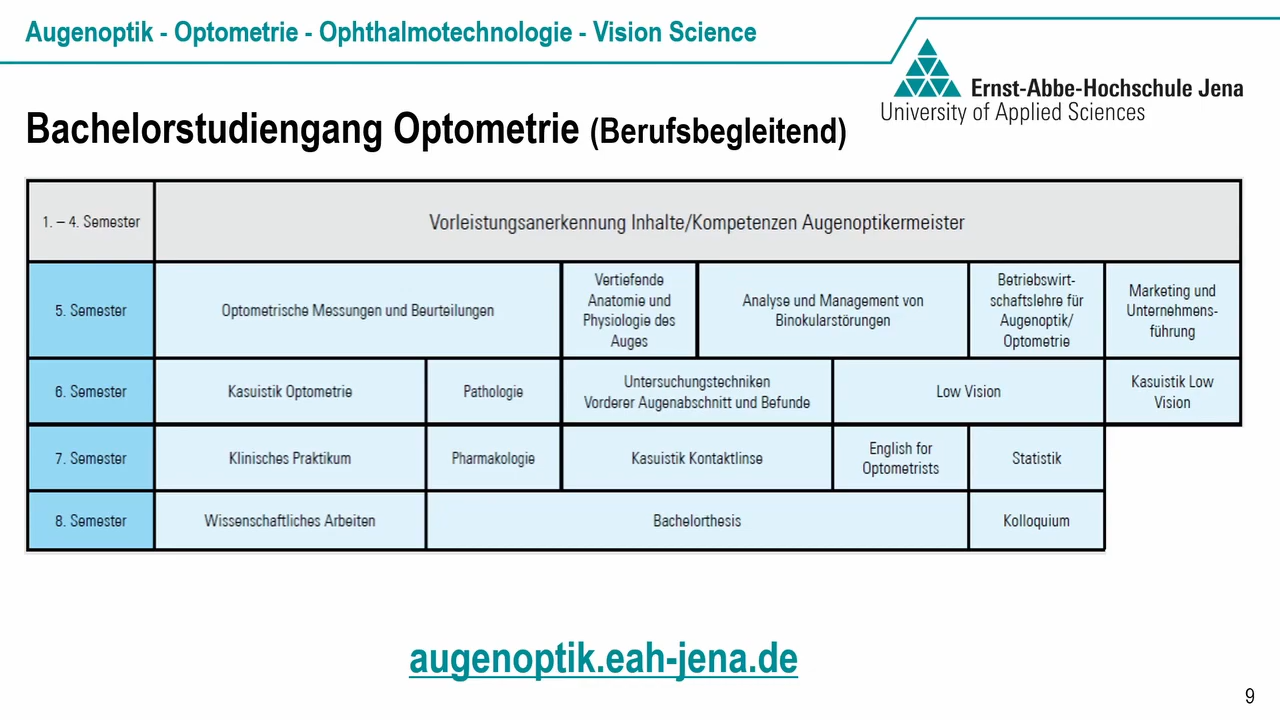 Augenoptik - Optometrie - Ophthalmotechnologie - Vision Science
Ernst-Abbe-Hochschule Jena
University of Applied Sciences
Bachelorstudiengang Optometrie (Berufsbegleitend)
1. – 4. Semester
Vorleistungsanerkennung Inhalte/Kompetenzen Augenoptikermeister
5. Semester
Optometrische Messungen und Beurteilungen
Vertiefende
Anatomie und
Physiologie des
Auges
Analyse und Management von
Binokularstörungen
Betriebswirt-
schaftslehre für
Augenoptik/
Optometrie
Marketing und
Unternehmens-
führung
6. Semester
Kasuistik Optometrie
Pathologie
Untersuchungstechniken
Vorderer Augenabschnitt und Befunde
Low Vision
Kasuistik Low
Vision
7. Semester
Klinisches Praktikum
Pharmakologie
Kasuistik Kontaktlinse
English for
Optometrists
Statistik
8. Semester
Wissenschaftliches Arbeiten
Bachelorthesis
Kolloquium
augenoptik.eah-jena.de
9